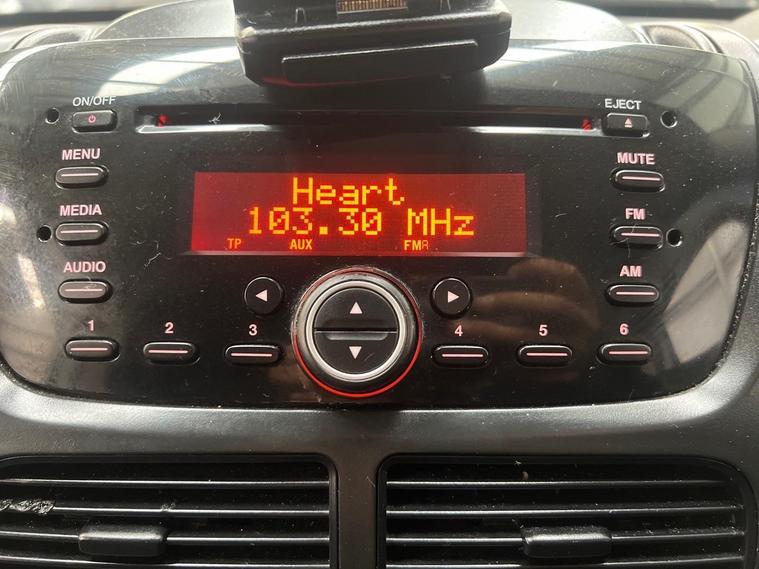 ON/OFF
EJECT
MENU
MUTE
Heart
103.30 MHz
TP AUX FMR
MEDIA
FM
AUDIO
AM
1 2 3 4 5 6